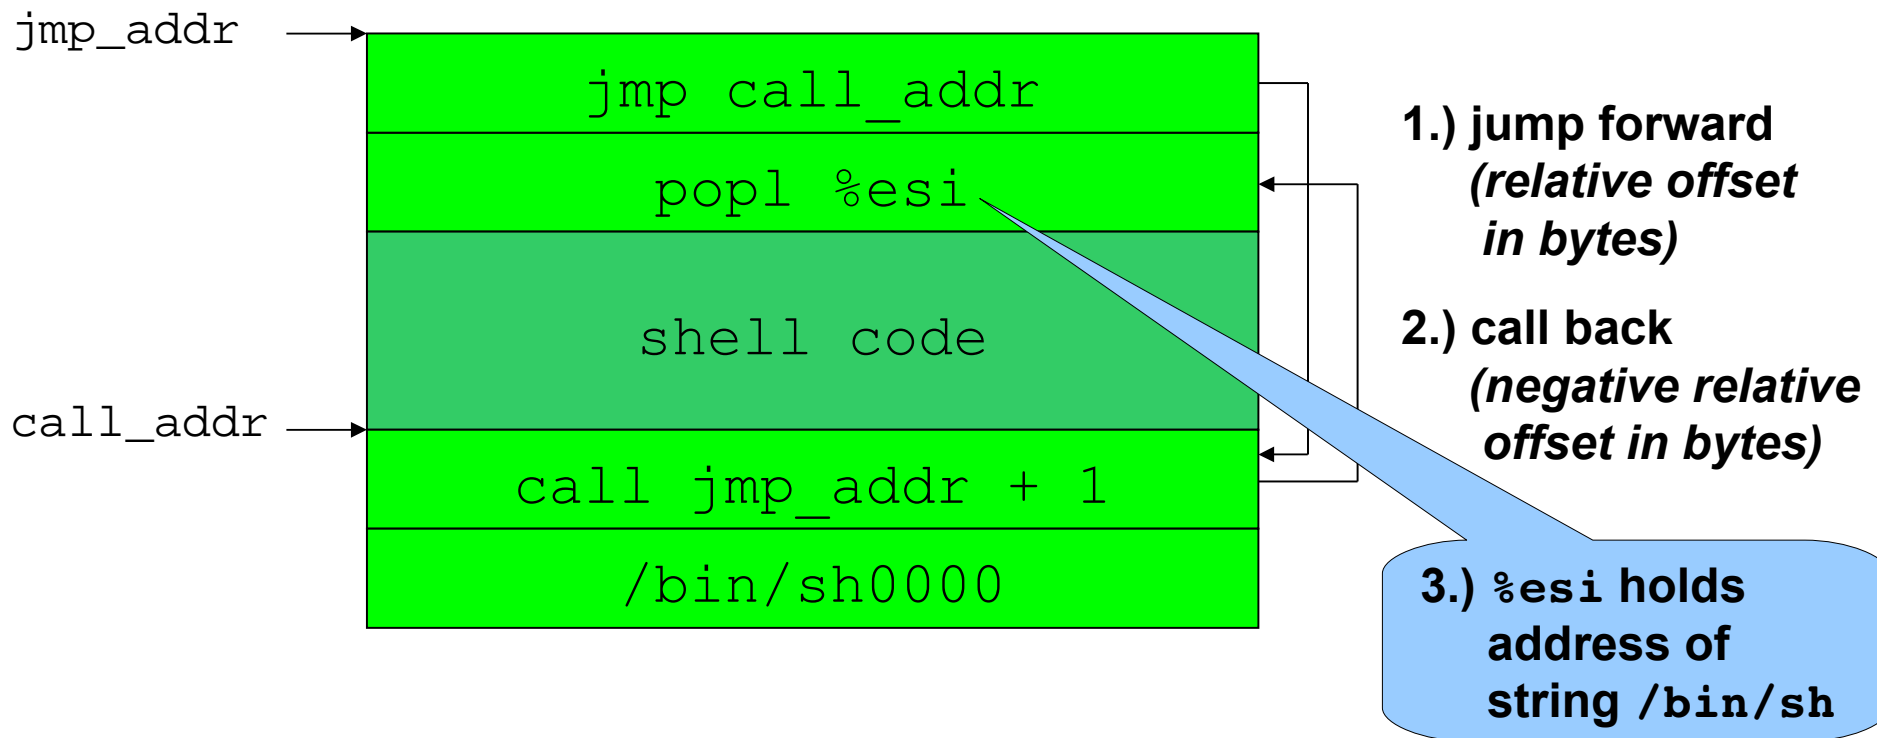 jmp_addr
jmp call_addr
popl %esi
shell code
call_addr
call jmp_addr + 1
/bin/sh0000
1.) jump forward
(relative offset
in bytes)
2.) call back
(negative relative
offset in bytes)
3.) %esi holds
address of
string /bin/sh